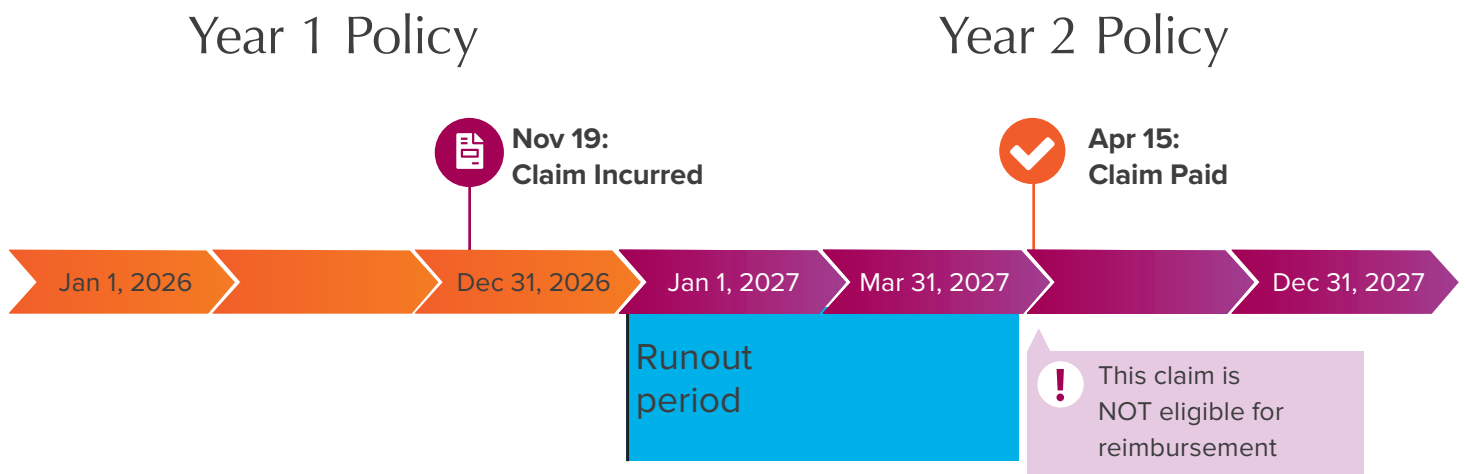 Year 1 Policy
Year 2 Policy
Nov 19:
Claim Incurred
Apr 15:
Claim Paid
Jan 1, 2026
Dec 31, 2026
Jan 1, 2027
Mar 31, 2027
Dec 31, 2027
Runout
period
!
This claim is
NOT eligible for
reimbursement